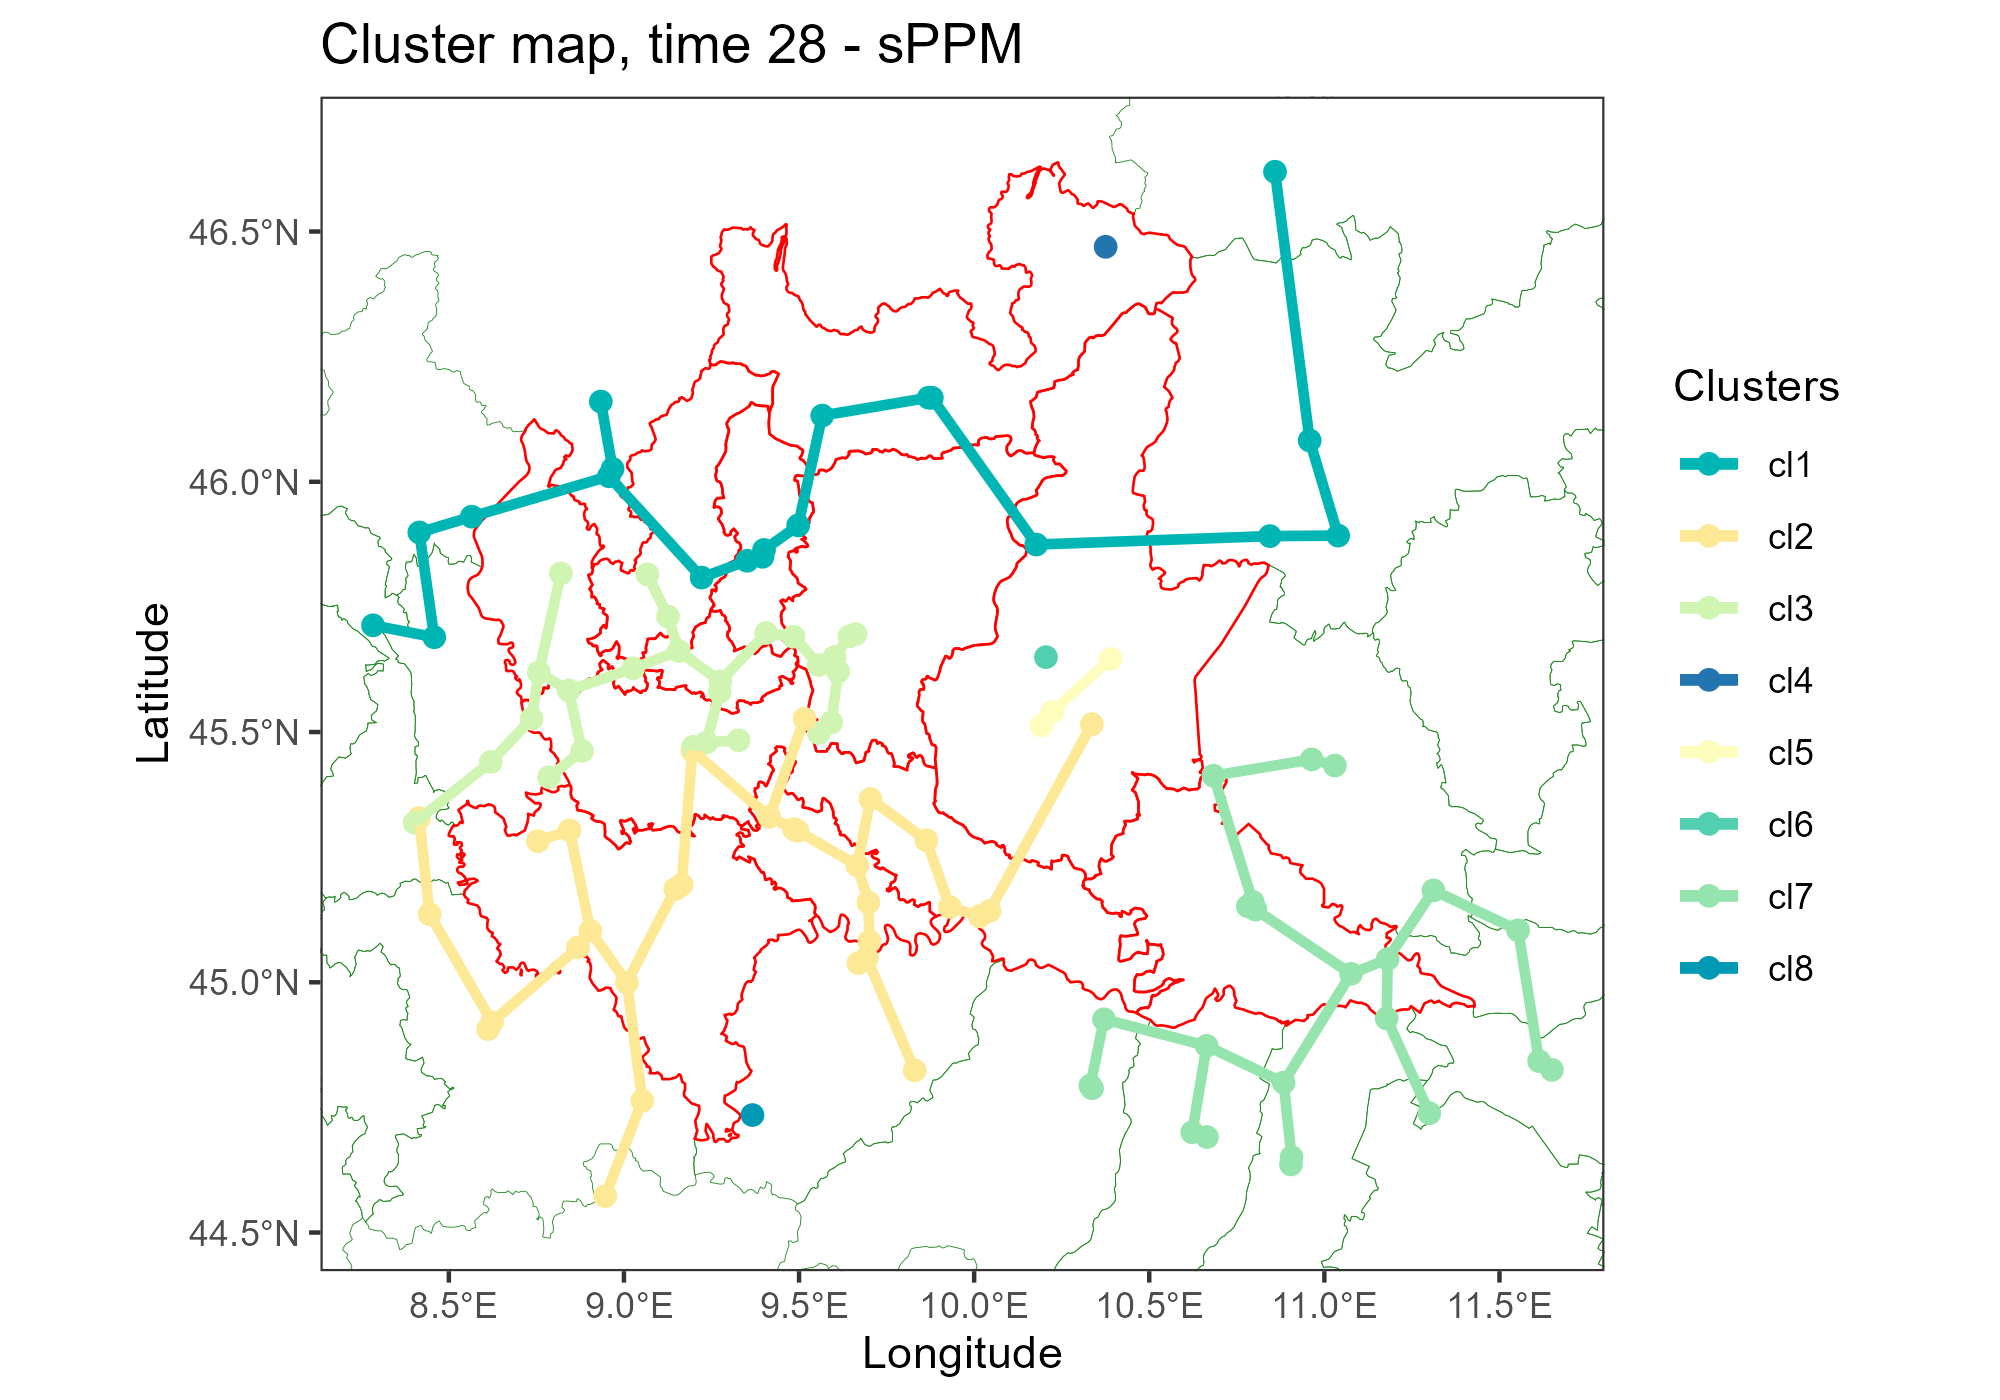 Cluster map, time 28 - sPPM
46.5°N
46.0°N
45.5°N
45.0°N
44.5°N
Latitude
8.5°E
9.0°E
9.5°E
10.0°E
10.5°E
11.0°E
11.5°E
Longitude
Clusters
cl1
cl2
cl3
cl4
cl5
cl6
cl7
cl8